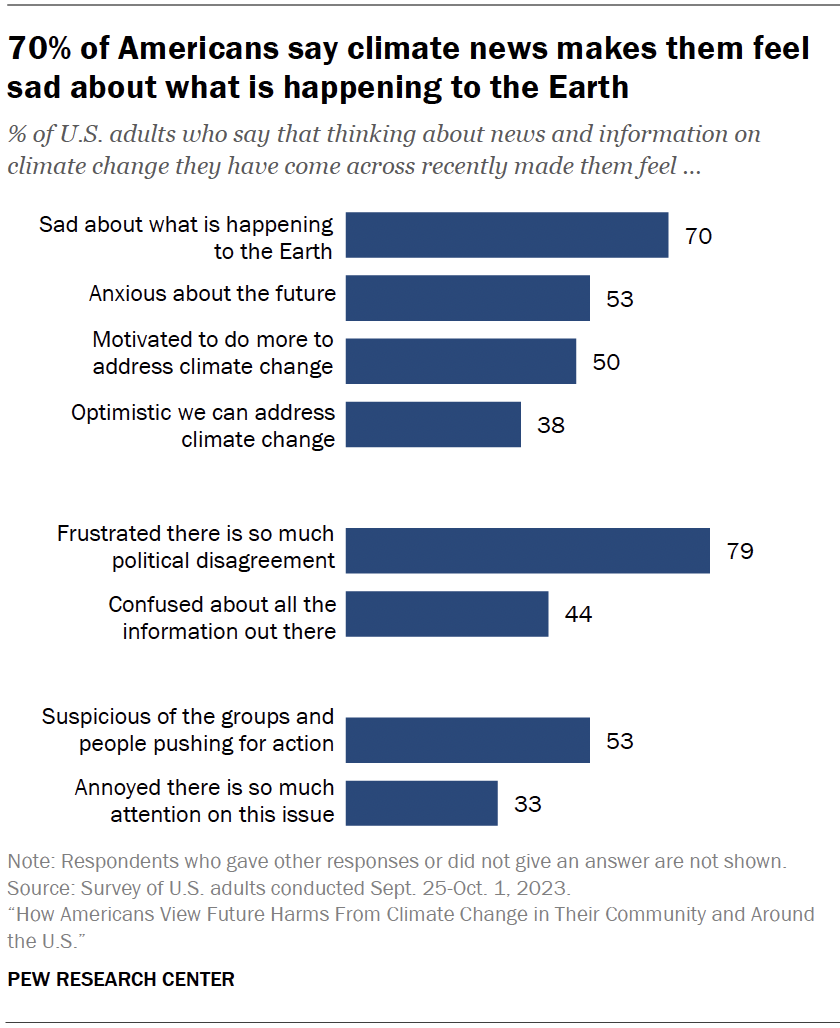 70% of Americans say climate news makes them feel
sad about what is happening to the Earth
% of U.S. adults who say that thinking about news and information on
climate change they have come across recently made them feel ...
Sad about what is happening
to the Earth
70
Anxious about the future
53
Motivated to do more to
address climate change
50
Optimistic we can address
climate change
38
Frustrated there is so much
political disagreement
79
Confused about all the
information out there
44
Suspicious of the groups and
people pushing for action
53
Annoyed there is so much
attention on this issue
33
Note: Respondents who gave other responses or did not give an answer are not shown.
Source: Survey of U.S. adults conducted Sept. 25-Oct. 1, 2023.
“How Americans View Future Harms From Climate Change in Their Community and Around
the U.S.”
PEW RESEARCH CENTER